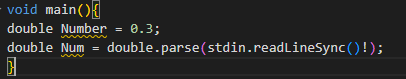 void main(){
double Number = 0.3;
double Num = double.parse(stdin.readLineSync()!);
}